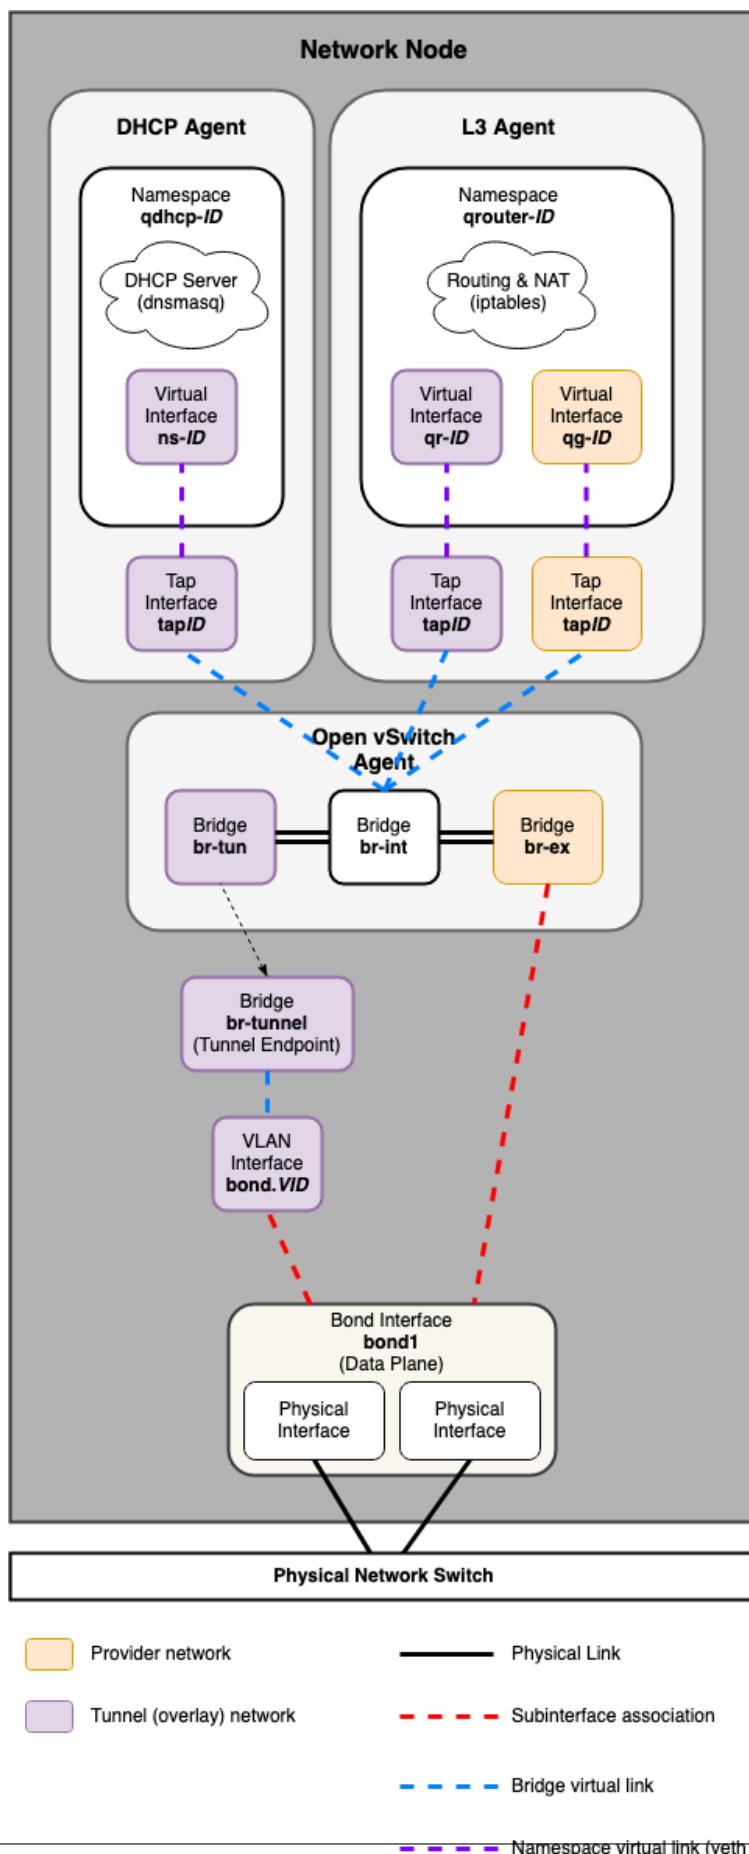 Network Node
DHCP Agent
L3 Agent
Namespace
qdhcp-ID
Namespace
qrouter-ID
DHCP Server
(dnsmasq)
Routing & NAT
(iptables)
Virtual
Interface
ns-ID
Virtual
Interface
qr-ID
Virtual
Interface
qg-ID
Tap
Interface
tapID
Tap
Interface
tapID
Tap
Interface
tapID
Open vSwitch
Agent
Bridge
br-tun
Bridge
br-int
Bridge
br-ex
Bridge
br-tunnel
(Tunnel Endpoint)
VLAN
Interface
bond.VID
Bond Interface
bond1
(Data Plane)
Physical
Interface
Physical
Interface
Physical Network Switch
Provider network
Physical Link
Tunnel (overlay) network
Subinterface association
Bridge virtual link
Namespace virtual link (veth